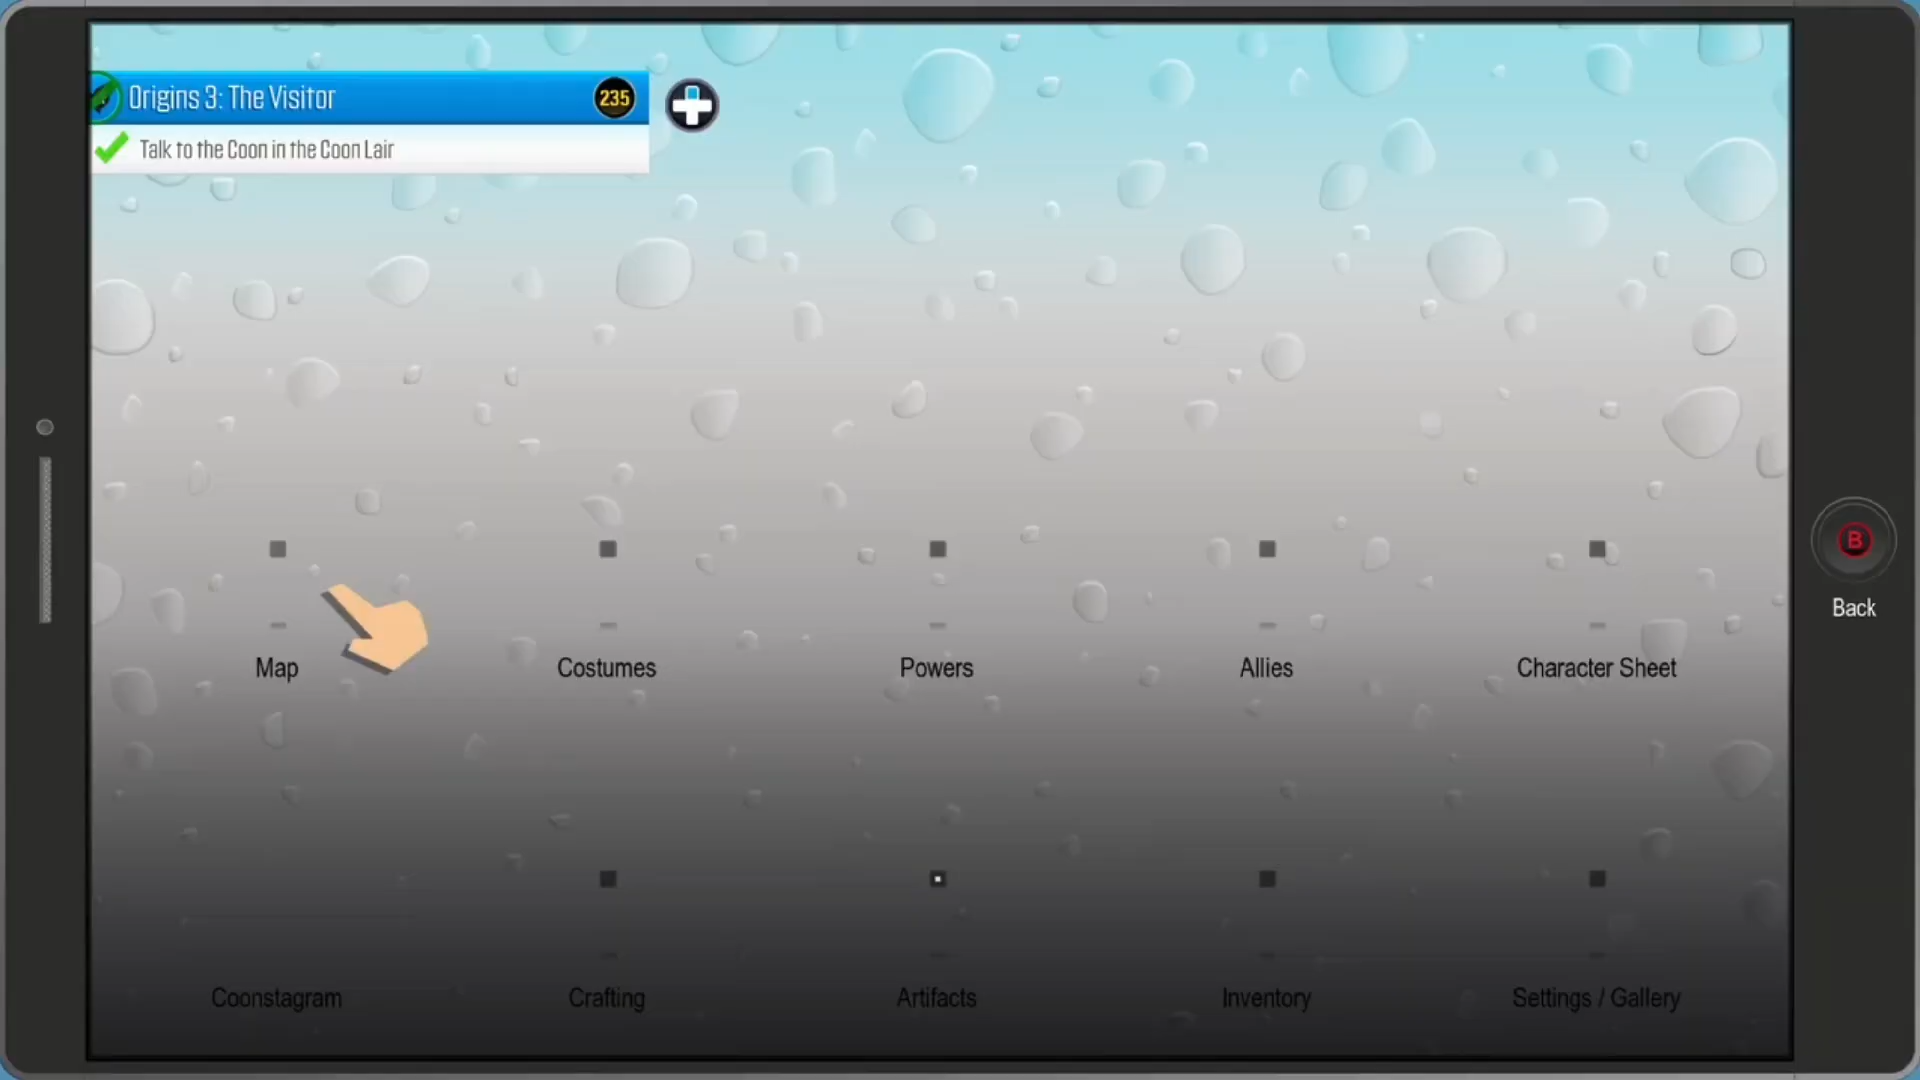 Origins 3: The Visitor
235
Talk to the Coon in the Coon Lair
B
Back
Map
Costumes
Powers
Allies
Character Sheet
Coonstagram
Crafting
Artifacts
Inventory
Settings / Gallery